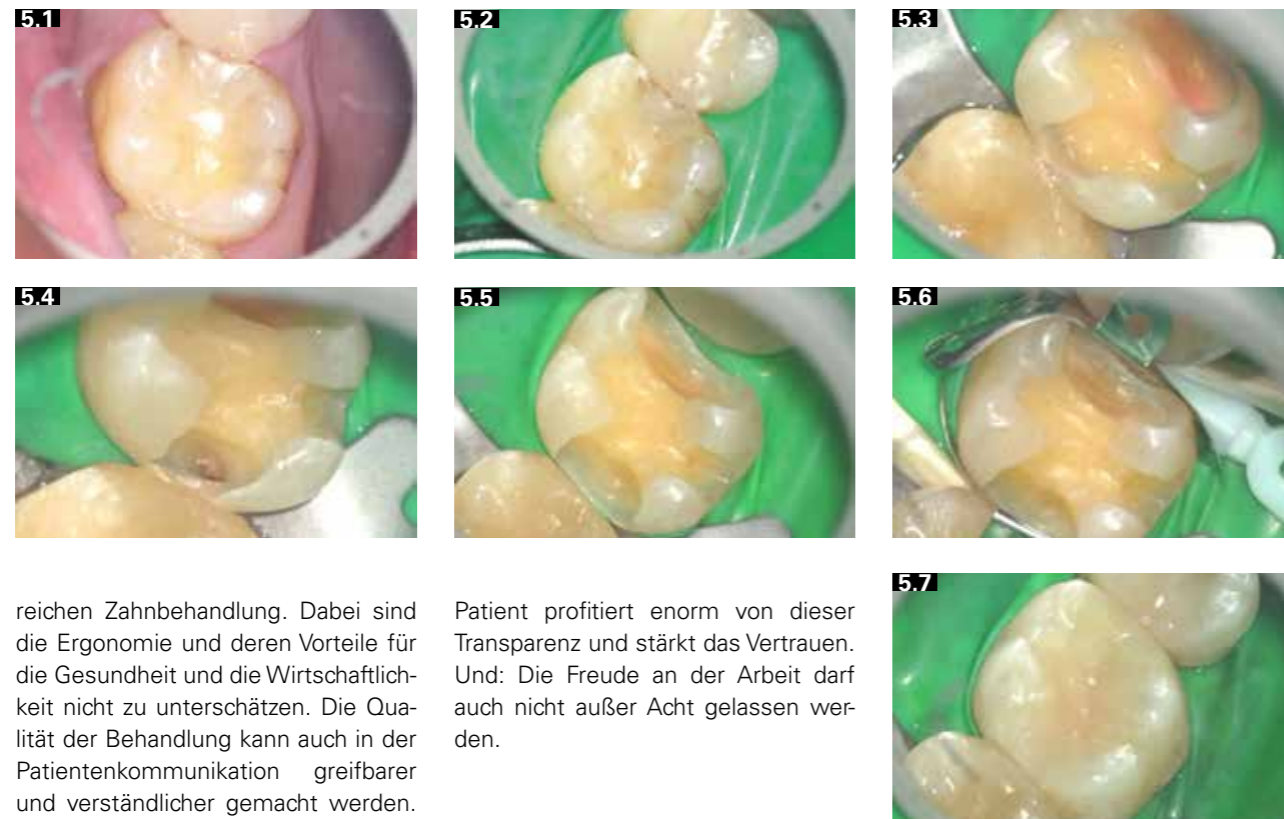 5.1
5.2
5.3
5.4
5.5
5.6
5.7
reichen Zahnbehandlung. Dabei sind
die Ergonomie und deren Vorteile für
die Gesundheit und die Wirtschaftlich-
keit nicht zu unterschätzen. Die Qua-
lität der Behandlung kann auch in der
Patientenkommunikation greifbarer
und verständlicher gemacht werden.
Patient profitiert enorm von dieser
Transparenz und stärkt das Vertrauen.
Und: Die Freude an der Arbeit darf
auch nicht außer Acht gelassen wer-
den.